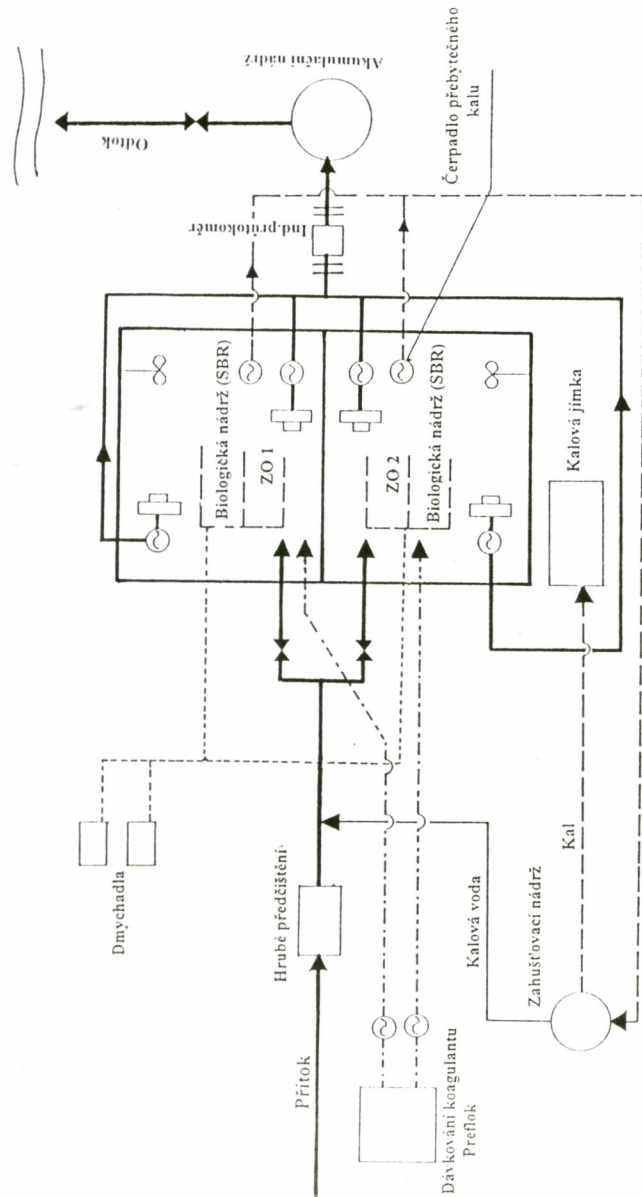 Odtok
Akumulační nádrž
Ind.průtokoměr
Čerpadlo přebytečného
kalu
Biologická nádrž (SBR)
ZO 1
ZO 2
Biologická nádrž (SBR)
Kalová jímka
Dmychadla
Hrubé předčištění
Kalová voda
Kal
Zahušťovací nádrž
Přítok
Dávkování koagulantu
Preflok